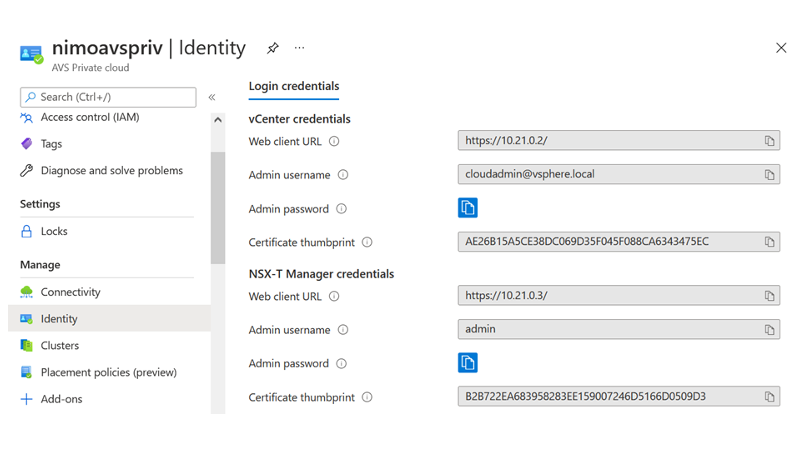 nimoavspriv | Identity
AVS Private cloud
Search (Ctrl+/)
Access control (IAM)
Tags
Diagnose and solve problems
Settings
Locks
Manage
Connectivity
Identity
Clusters
Placement policies (preview)
Add-ons
Login credentials
vCenter credentials
Web client URL https://10.21.0.2/
Admin username cloudadmin@vsphere.local
Admin password
Certificate thumbprint AE26B15A5CE38DC069D35F045F088CA6343475EC
NSX-T Manager credentials
Web client URL https://10.21.0.3/
Admin username admin
Admin password
Certificate thumbprint B2B722EA683958283EE159007246D5166D0509D3